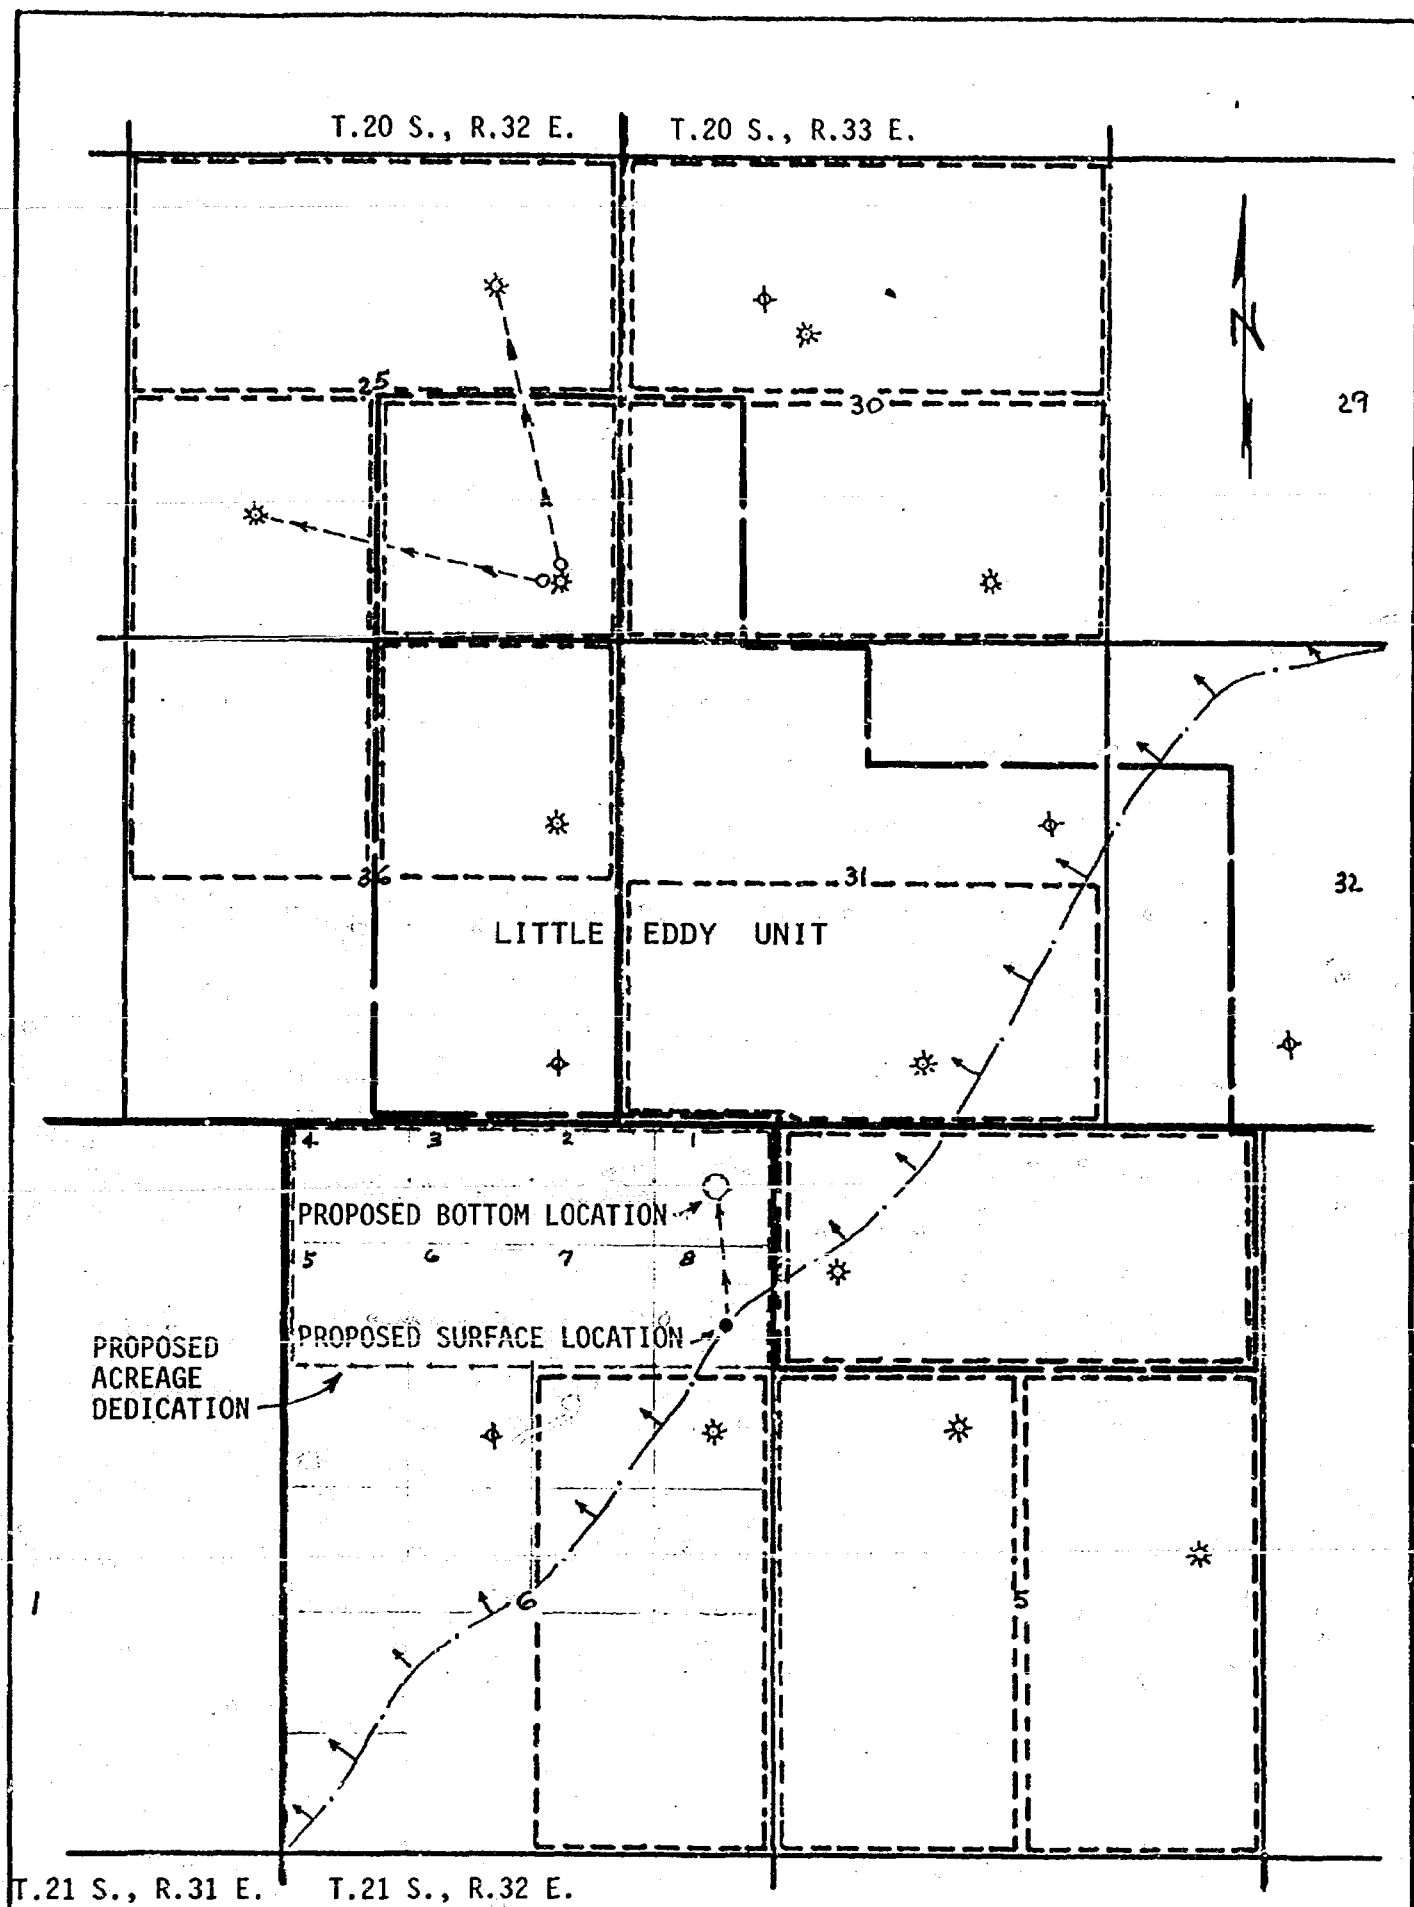 T.20 S., R.32 E. T.20 S., R.33 E.
N
25
30
29
36
31
32
LITTLE EDDY UNIT
4 3 2 1
PROPOSED BOTTOM LOCATION
5 6 7 8
PROPOSED SURFACE LOCATION
PROPOSED
ACREAGE
DEDICATION
1
6
5
T.21 S., R.31 E. T.21 S., R.32 E.